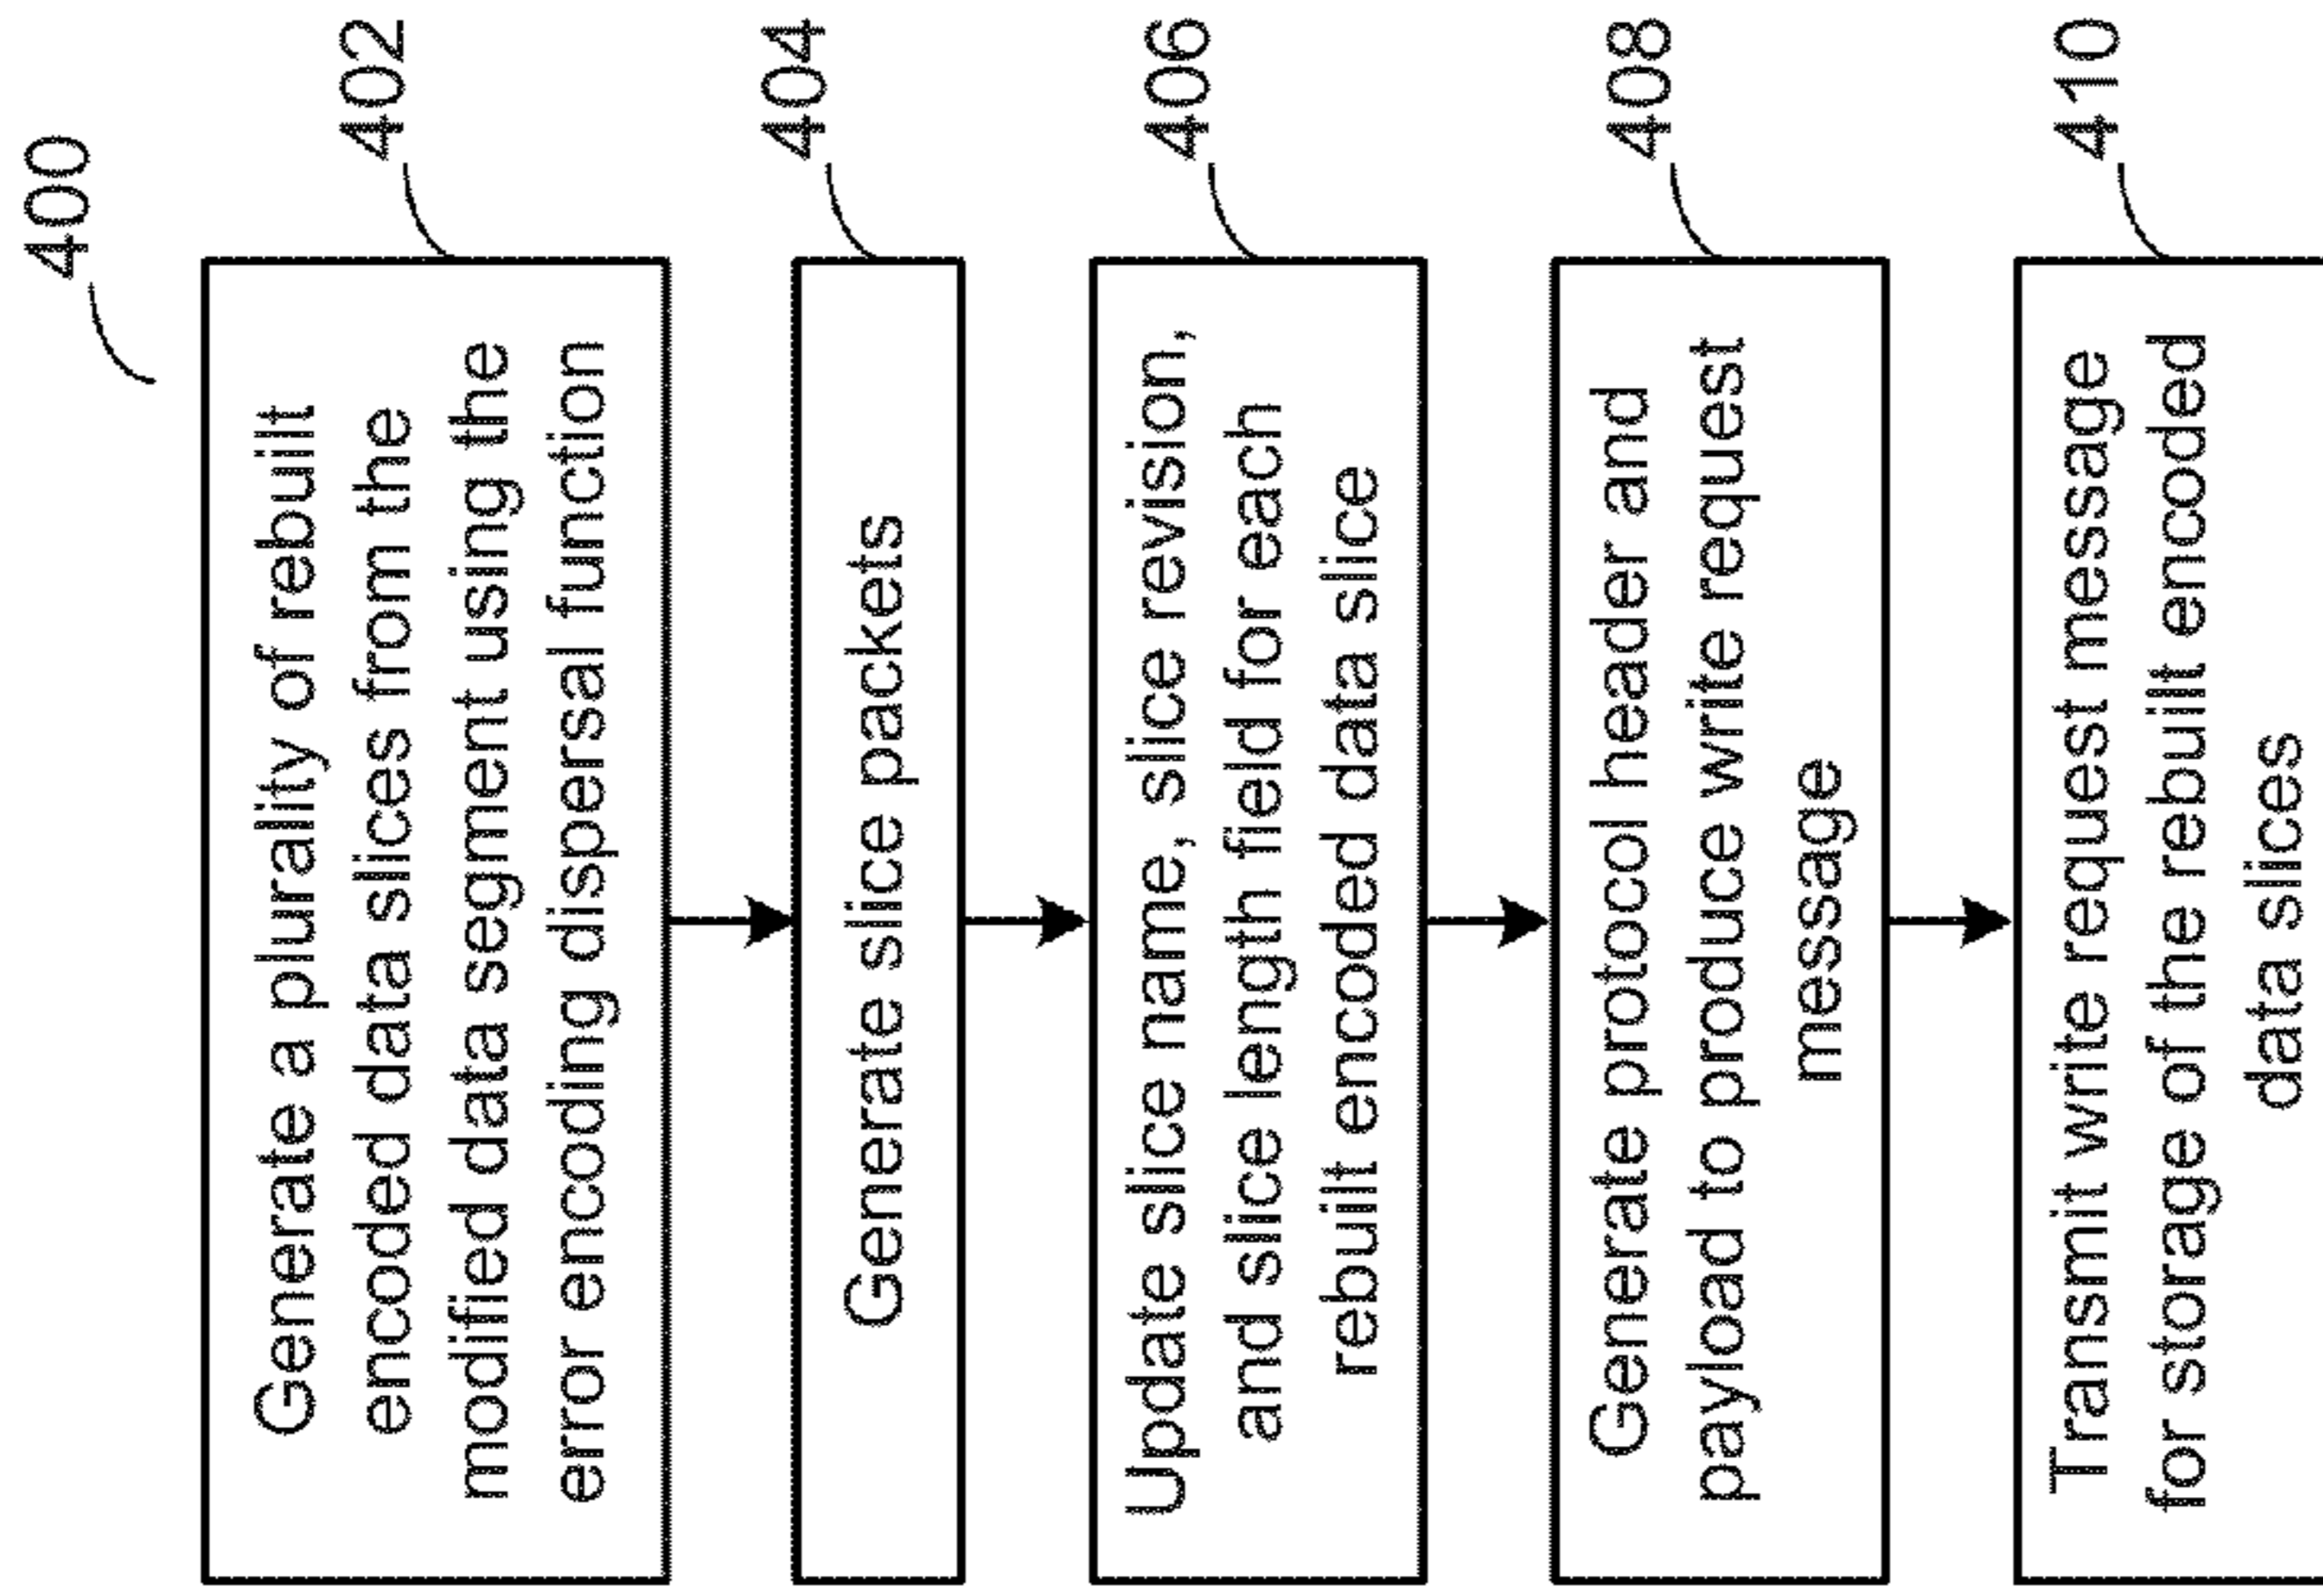 400
402
Generate a plurality of rebuilt
encoded data slices from the
modified data segment using the
error encoding dispersal function
404
Generate slice packets
406
Update slice name, slice revision,
and slice length field for each
rebuilt encoded data slice
408
Generate protocol header and
payload to produce write request
message
410
Transmit write request message
for storage of the rebuilt encoded
data slices